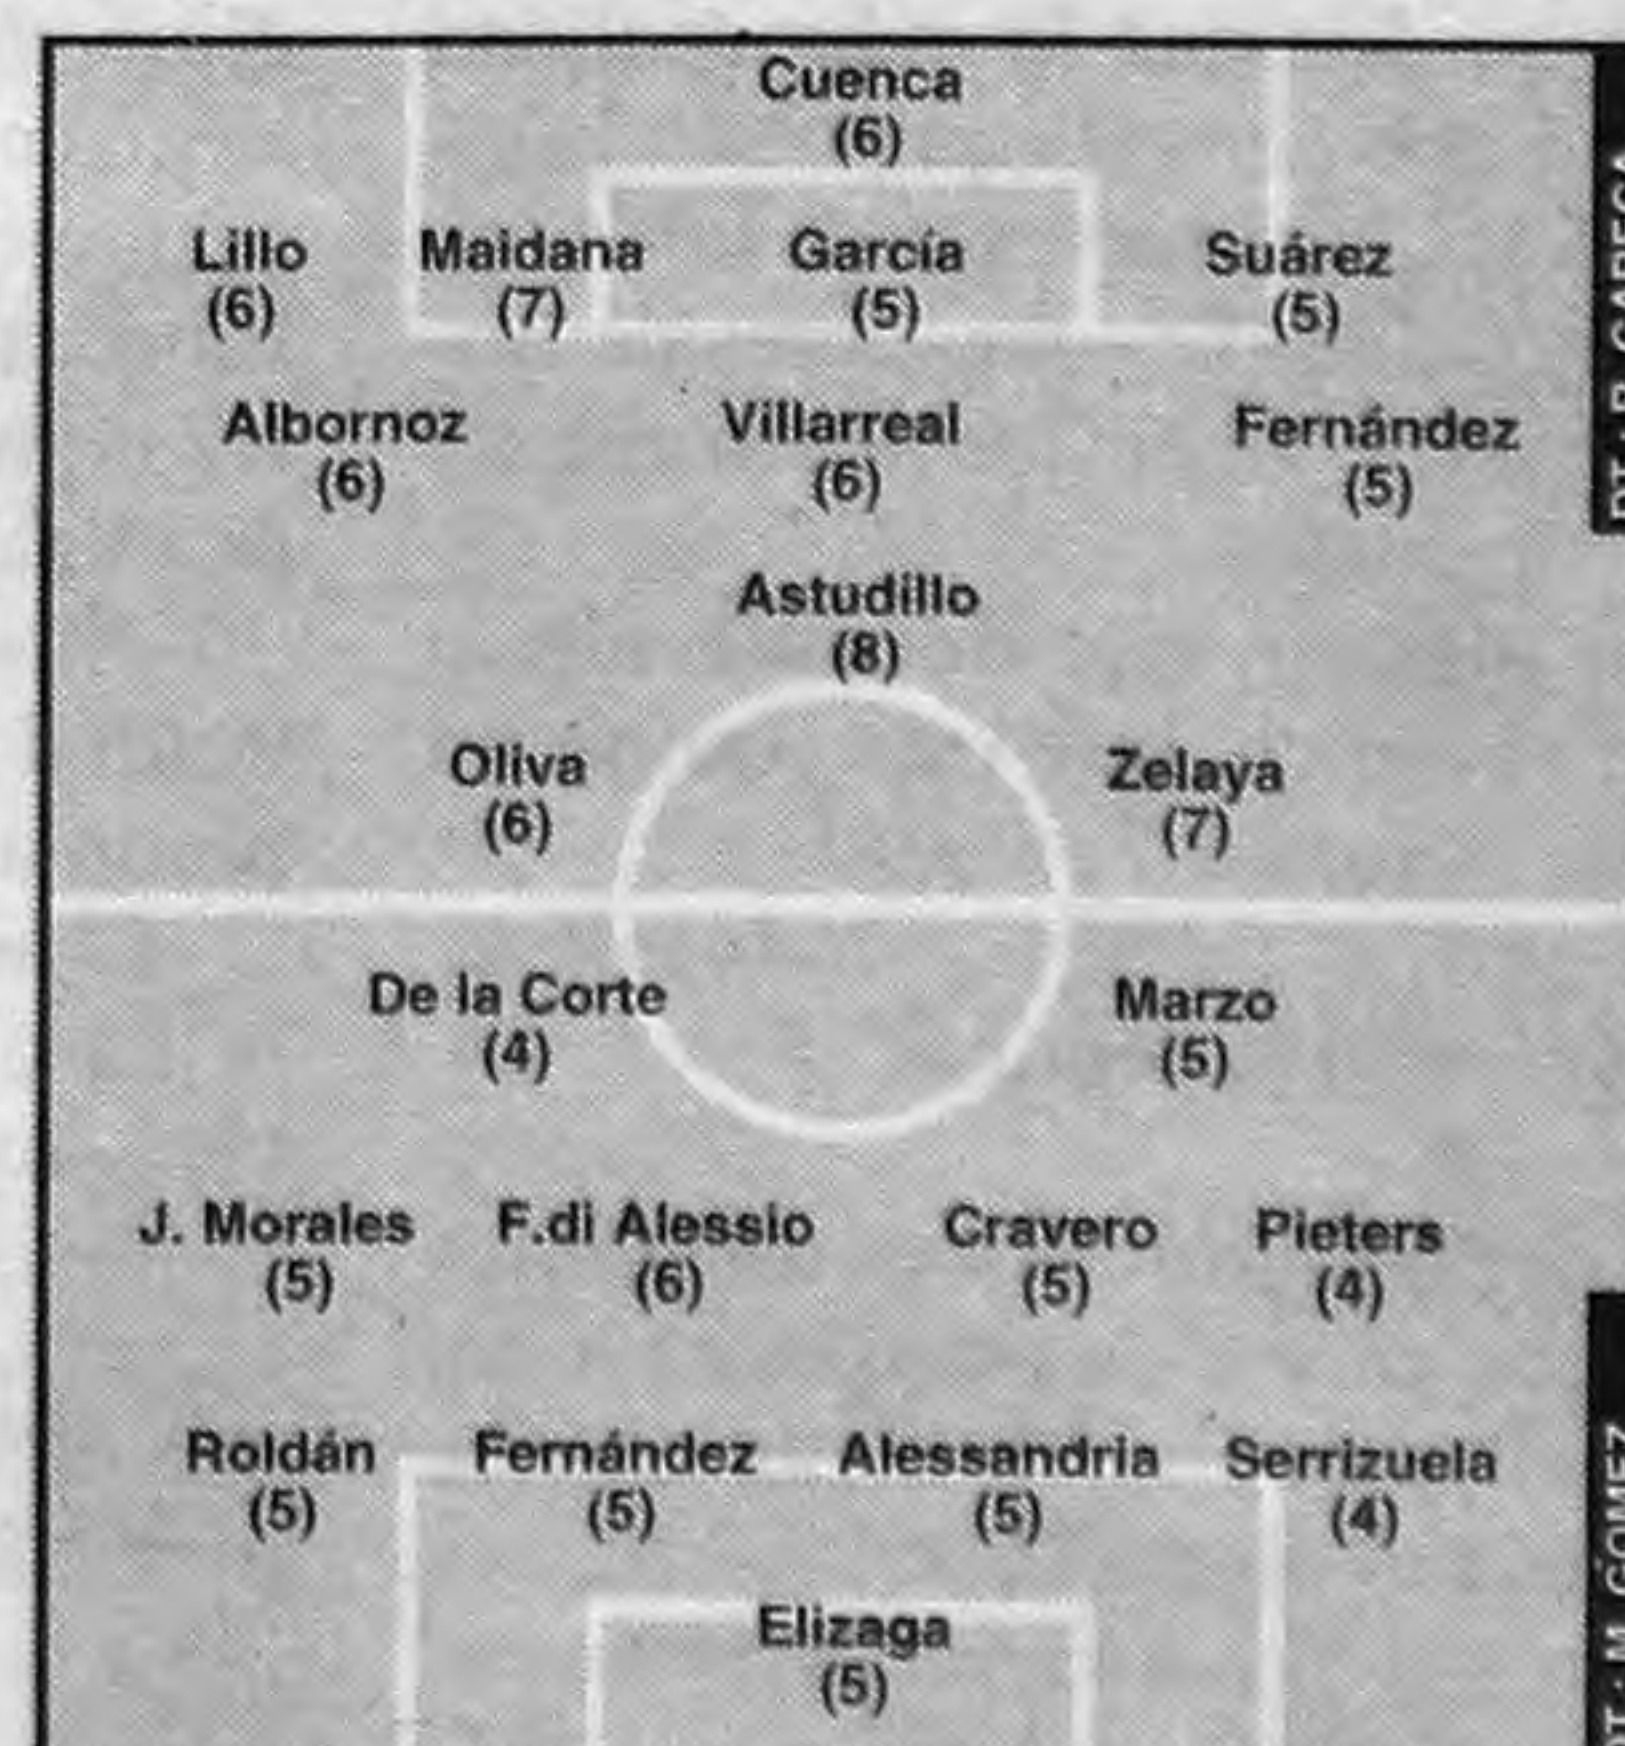 Cuenca
(6)
Lillo Maidana García Suárez
(6) (7) (5) (5)
Albornoz Villarreal Fernández
(6) (6) (5)
Astudillo
(8)
Oliva Zelaya
(6) (7)
De la Corte Marzo
(4) (5)
J. Morales F.di Alessio Cravero Pieters
(5) (6) (5) (4)
Roldán Fernández Alessandria Serrizuela
(5) (5) (5) (4)
Elizaga
(5)